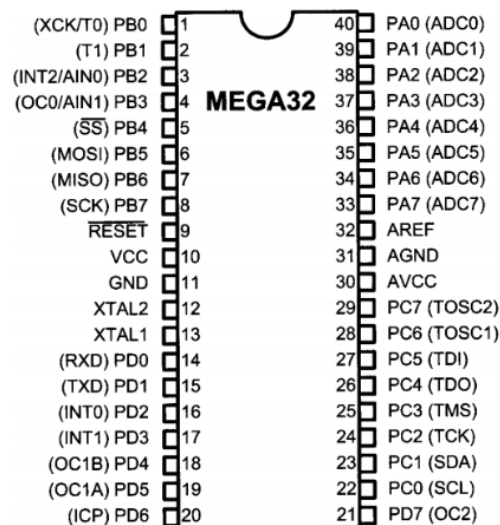 (XCK/T0) PB0 1 40 PA0 (ADC0)
(T1) PB1 2 39 PA1 (ADC1)
(INT2/AIN0) PB2 3 38 PA2 (ADC2)
(OC0/AIN1) PB3 4 MEGA32 37 PA3 (ADC3)
(SS) PB4 5 36 PA4 (ADC4)
(MOSI) PB5 6 35 PA5 (ADC5)
(MISO) PB6 7 34 PA6 (ADC6)
(SCK) PB7 8 33 PA7 (ADC7)
RESET 9 32 AREF
VCC 10 31 AGND
GND 11 30 AVCC
XTAL2 12 29 PC7 (TOSC2)
XTAL1 13 28 PC6 (TOSC1)
(RXD) PD0 14 27 PC5 (TDI)
(TXD) PD1 15 26 PC4 (TDO)
(INT0) PD2 16 25 PC3 (TMS)
(INT1) PD3 17 24 PC2 (TCK)
(OC1B) PD4 18 23 PC1 (SDA)
(OC1A) PD5 19 22 PC0 (SCL)
(ICP) PD6 20 21 PD7 (OC2)